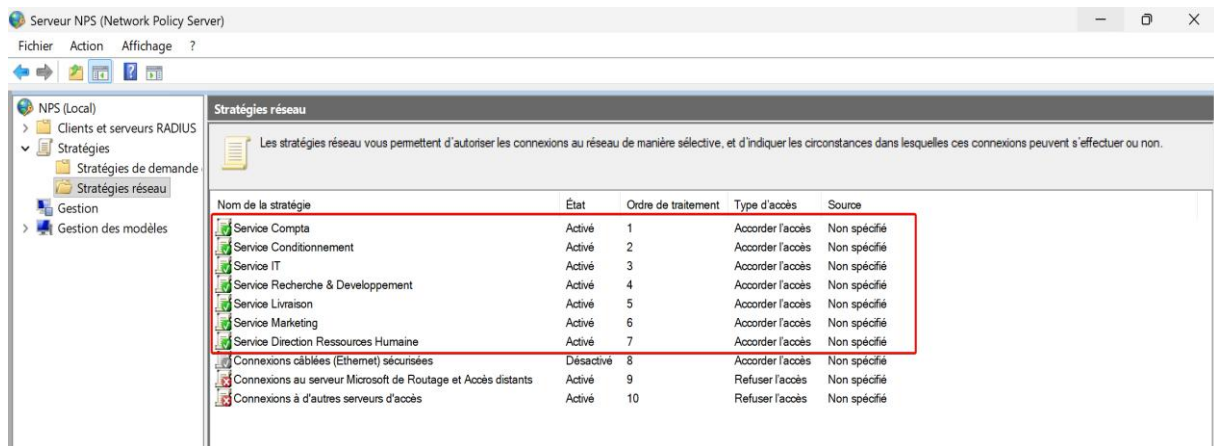 Serveur NPS (Network Policy Server)
Fichier Action Affichage ?
NPS (Local)
Clients et serveurs RADIUS
Stratégies
Stratégies de demande
Stratégies réseau
Gestion
Gestion des modèles
Stratégies réseau
Les stratégies réseau vous permettent d'autoriser les connexions au réseau de manière sélective, et d'indiquer les circonstances dans lesquelles ces connexions peuvent s'effectuer ou non.
Nom de la stratégie État Ordre de traitement Type d'accès Source
Service Compta Activé 1 Accorder l'accès Non spécifié
Service Conditionnement Activé 2 Accorder l'accès Non spécifié
Service IT Activé 3 Accorder l'accès Non spécifié
Service Recherche & Developpement Activé 4 Accorder l'accès Non spécifié
Service Livraison Activé 5 Accorder l'accès Non spécifié
Service Marketing Activé 6 Accorder l'accès Non spécifié
Service Direction Ressources Humaine Activé 7 Accorder l'accès Non spécifié
Connexions câblées (Ethernet) sécurisées Désactivé 8 Accorder l'accès Non spécifié
Connexions au serveur Microsoft de Routage et Accès distants Activé 9 Refuser l'accès Non spécifié
Connexions à d'autres serveurs d'accès Activé 10 Refuser l'accès Non spécifié